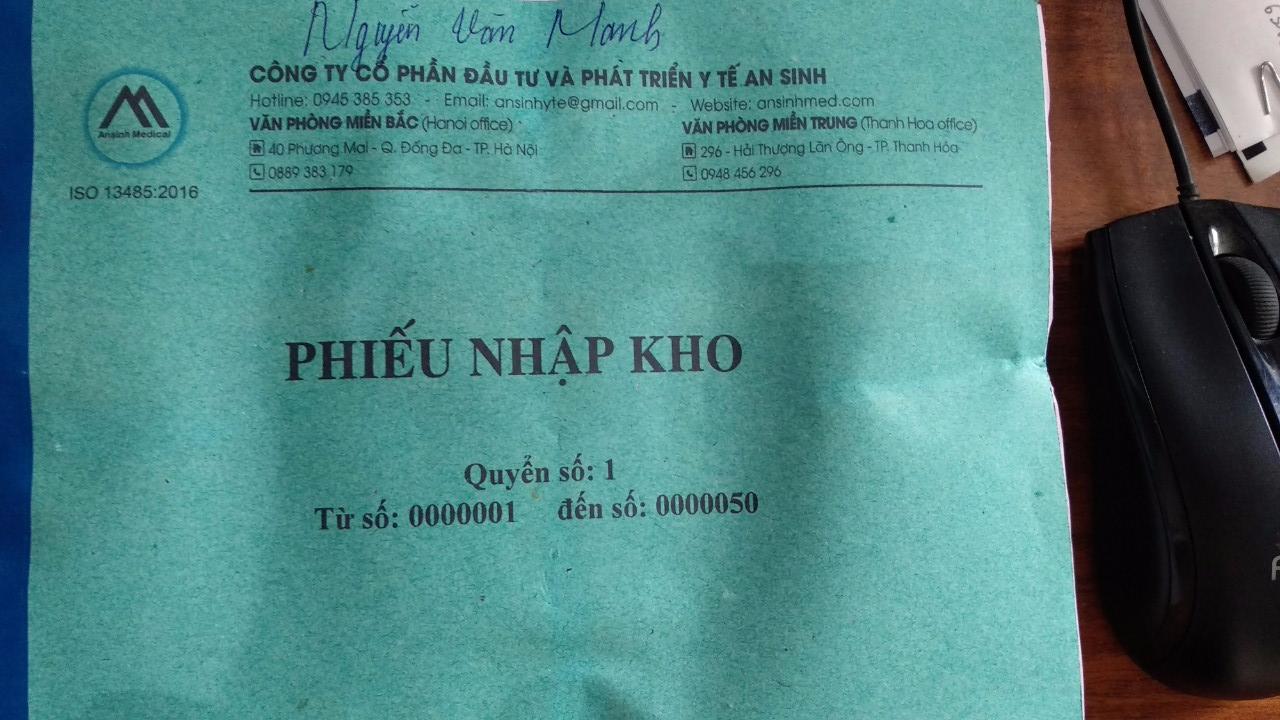 Nguyễn Văn Mạnh
CÔNG TY CỔ PHẦN ĐẦU TƯ VÀ PHÁT TRIỂN Y TẾ AN SINH
Hotline: 0945 385 353 - Email: ansinhyte@gmail.com - Website: ansinhmed.com
VĂN PHÒNG MIỀN BẮC (Hanoi office)
40 Phương Mai - Q. Đống Đa - TP. Hà Nội
0889 383 179
VĂN PHÒNG MIỀN TRUNG (Thanh Hoa office)
296 - Hải Thượng Lãn Ông - TP. Thanh Hóa
0948 456 296
Ansinh Medical
ISO 13485:2016
PHIẾU NHẬP KHO
Quyển số: 1
Từ số: 0000001 đến số: 0000050